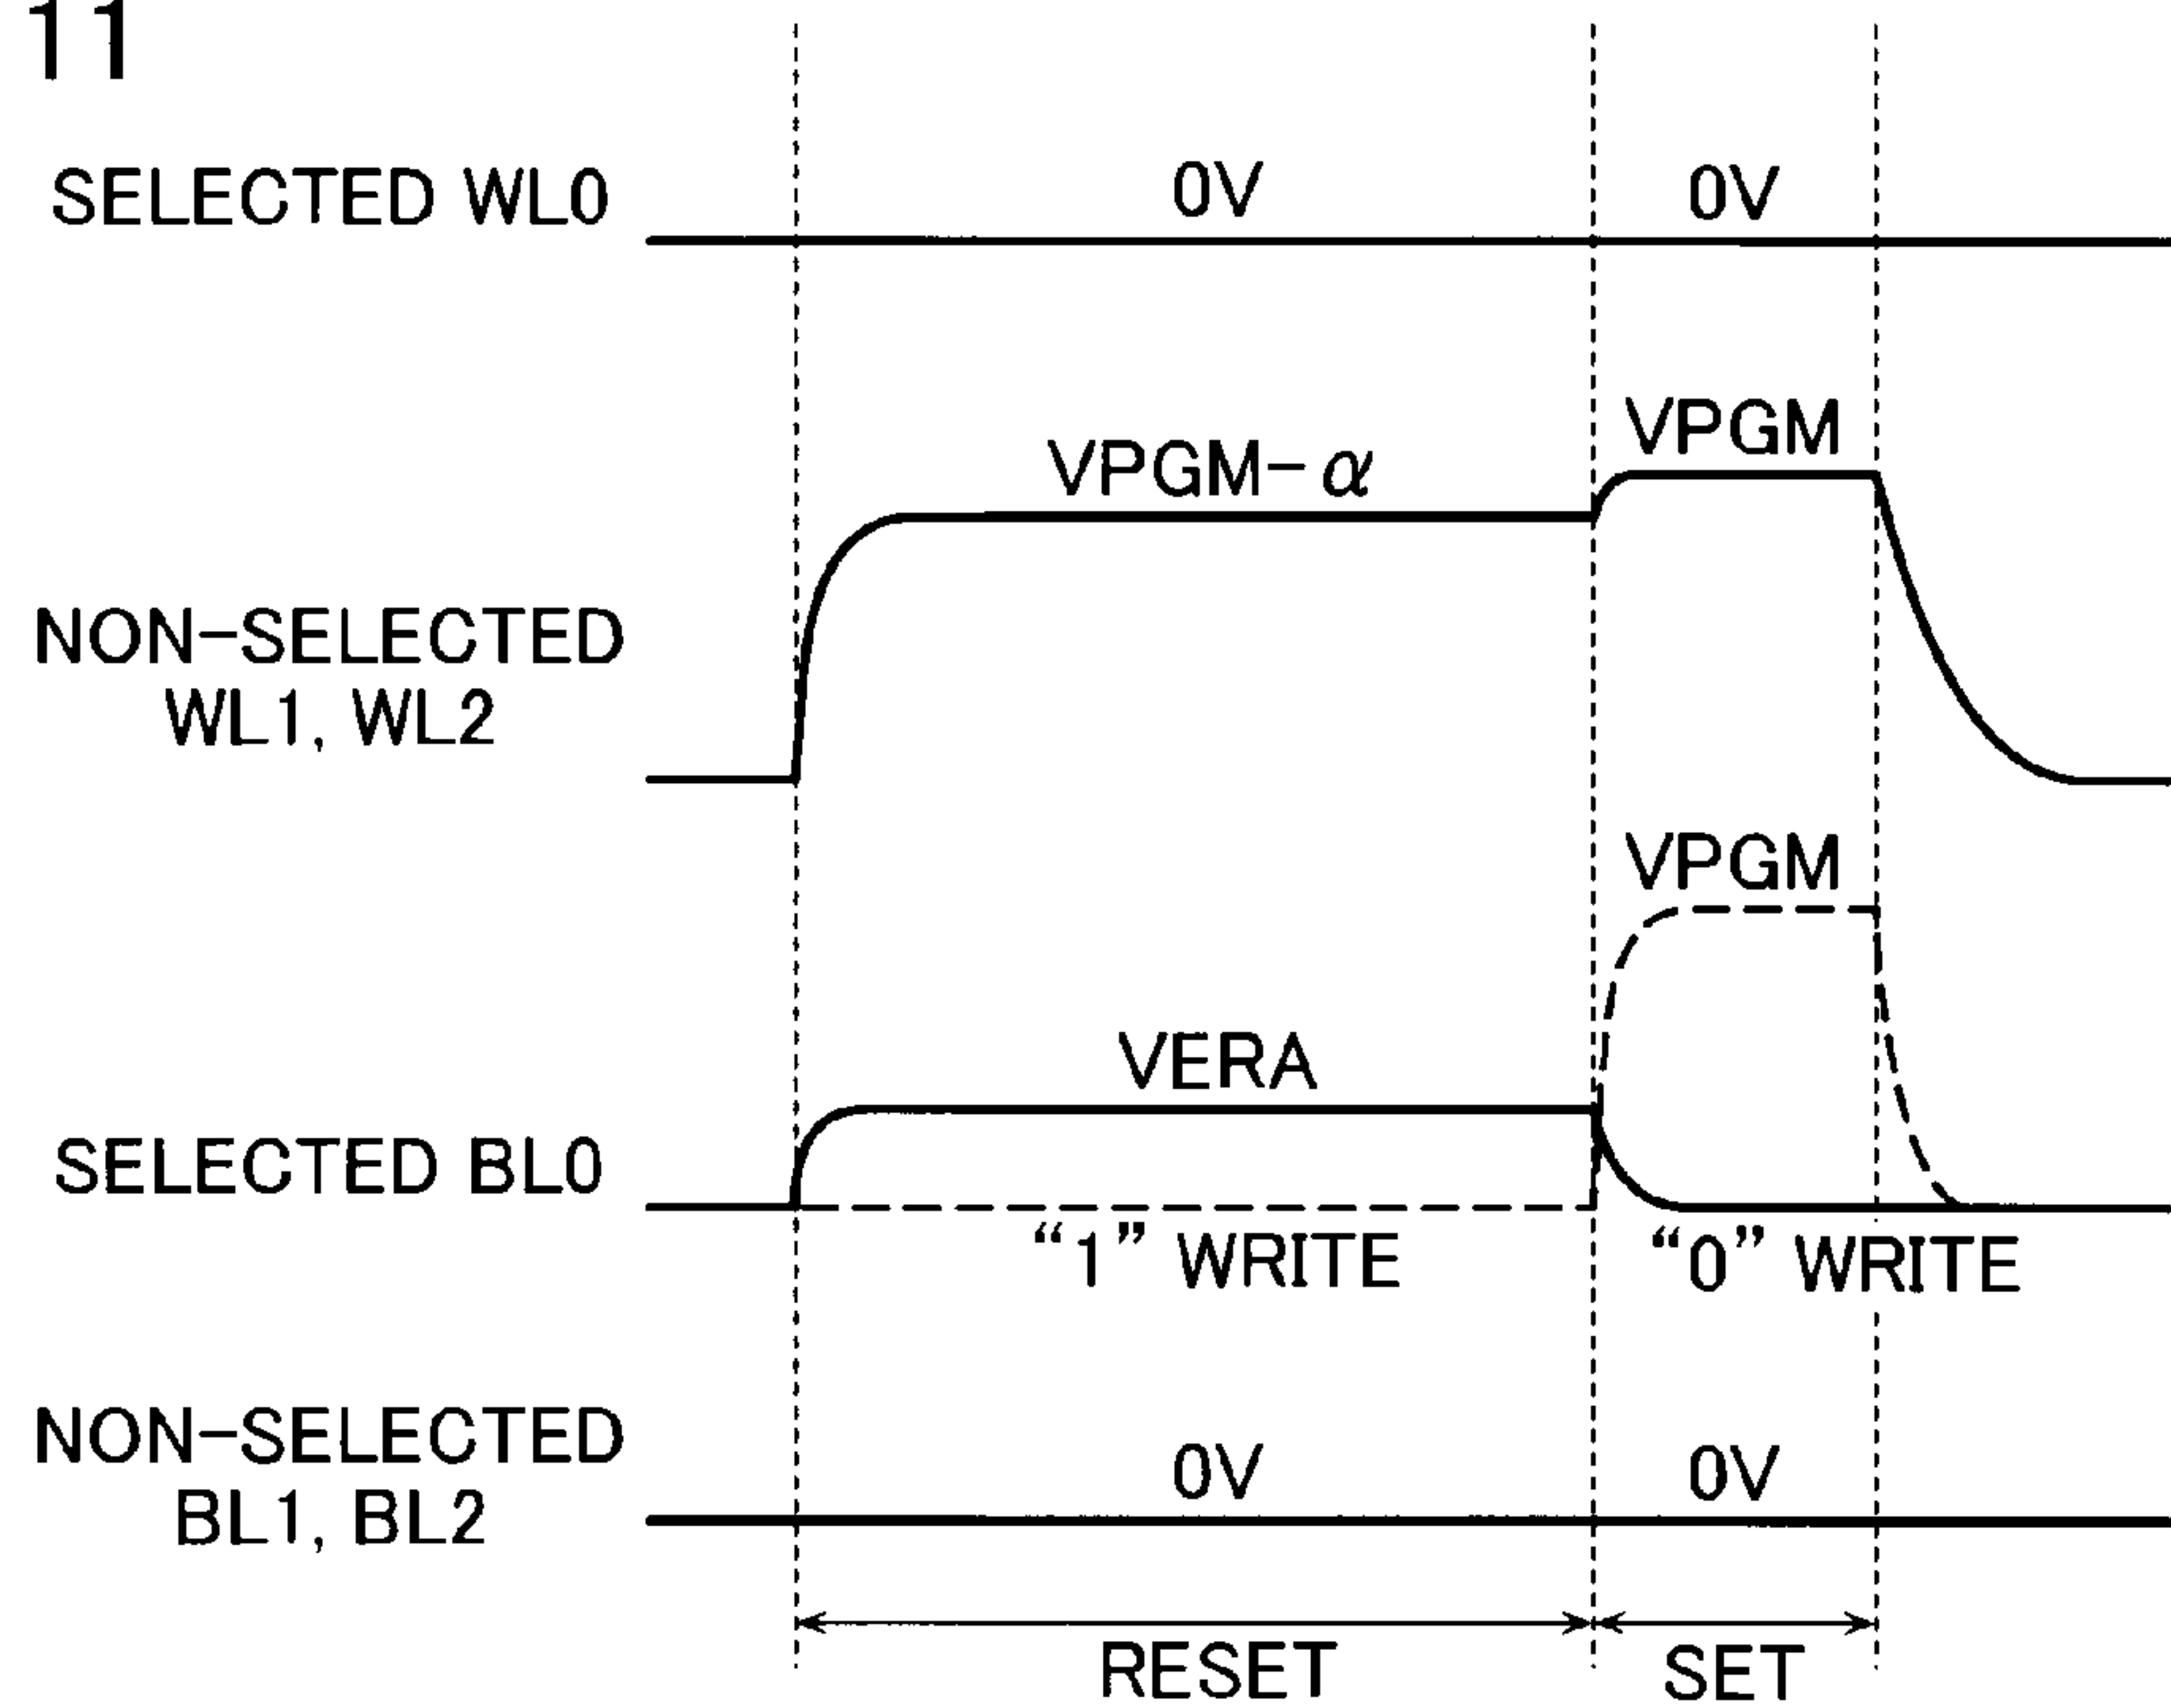 11
SELECTED WL0
0V
0V
VPGM-α
VPGM
NON-SELECTED
WL1, WL2
VPGM
VERA
SELECTED BL0
“1” WRITE
“0” WRITE
NON-SELECTED
BL1, BL2
0V
0V
RESET
SET